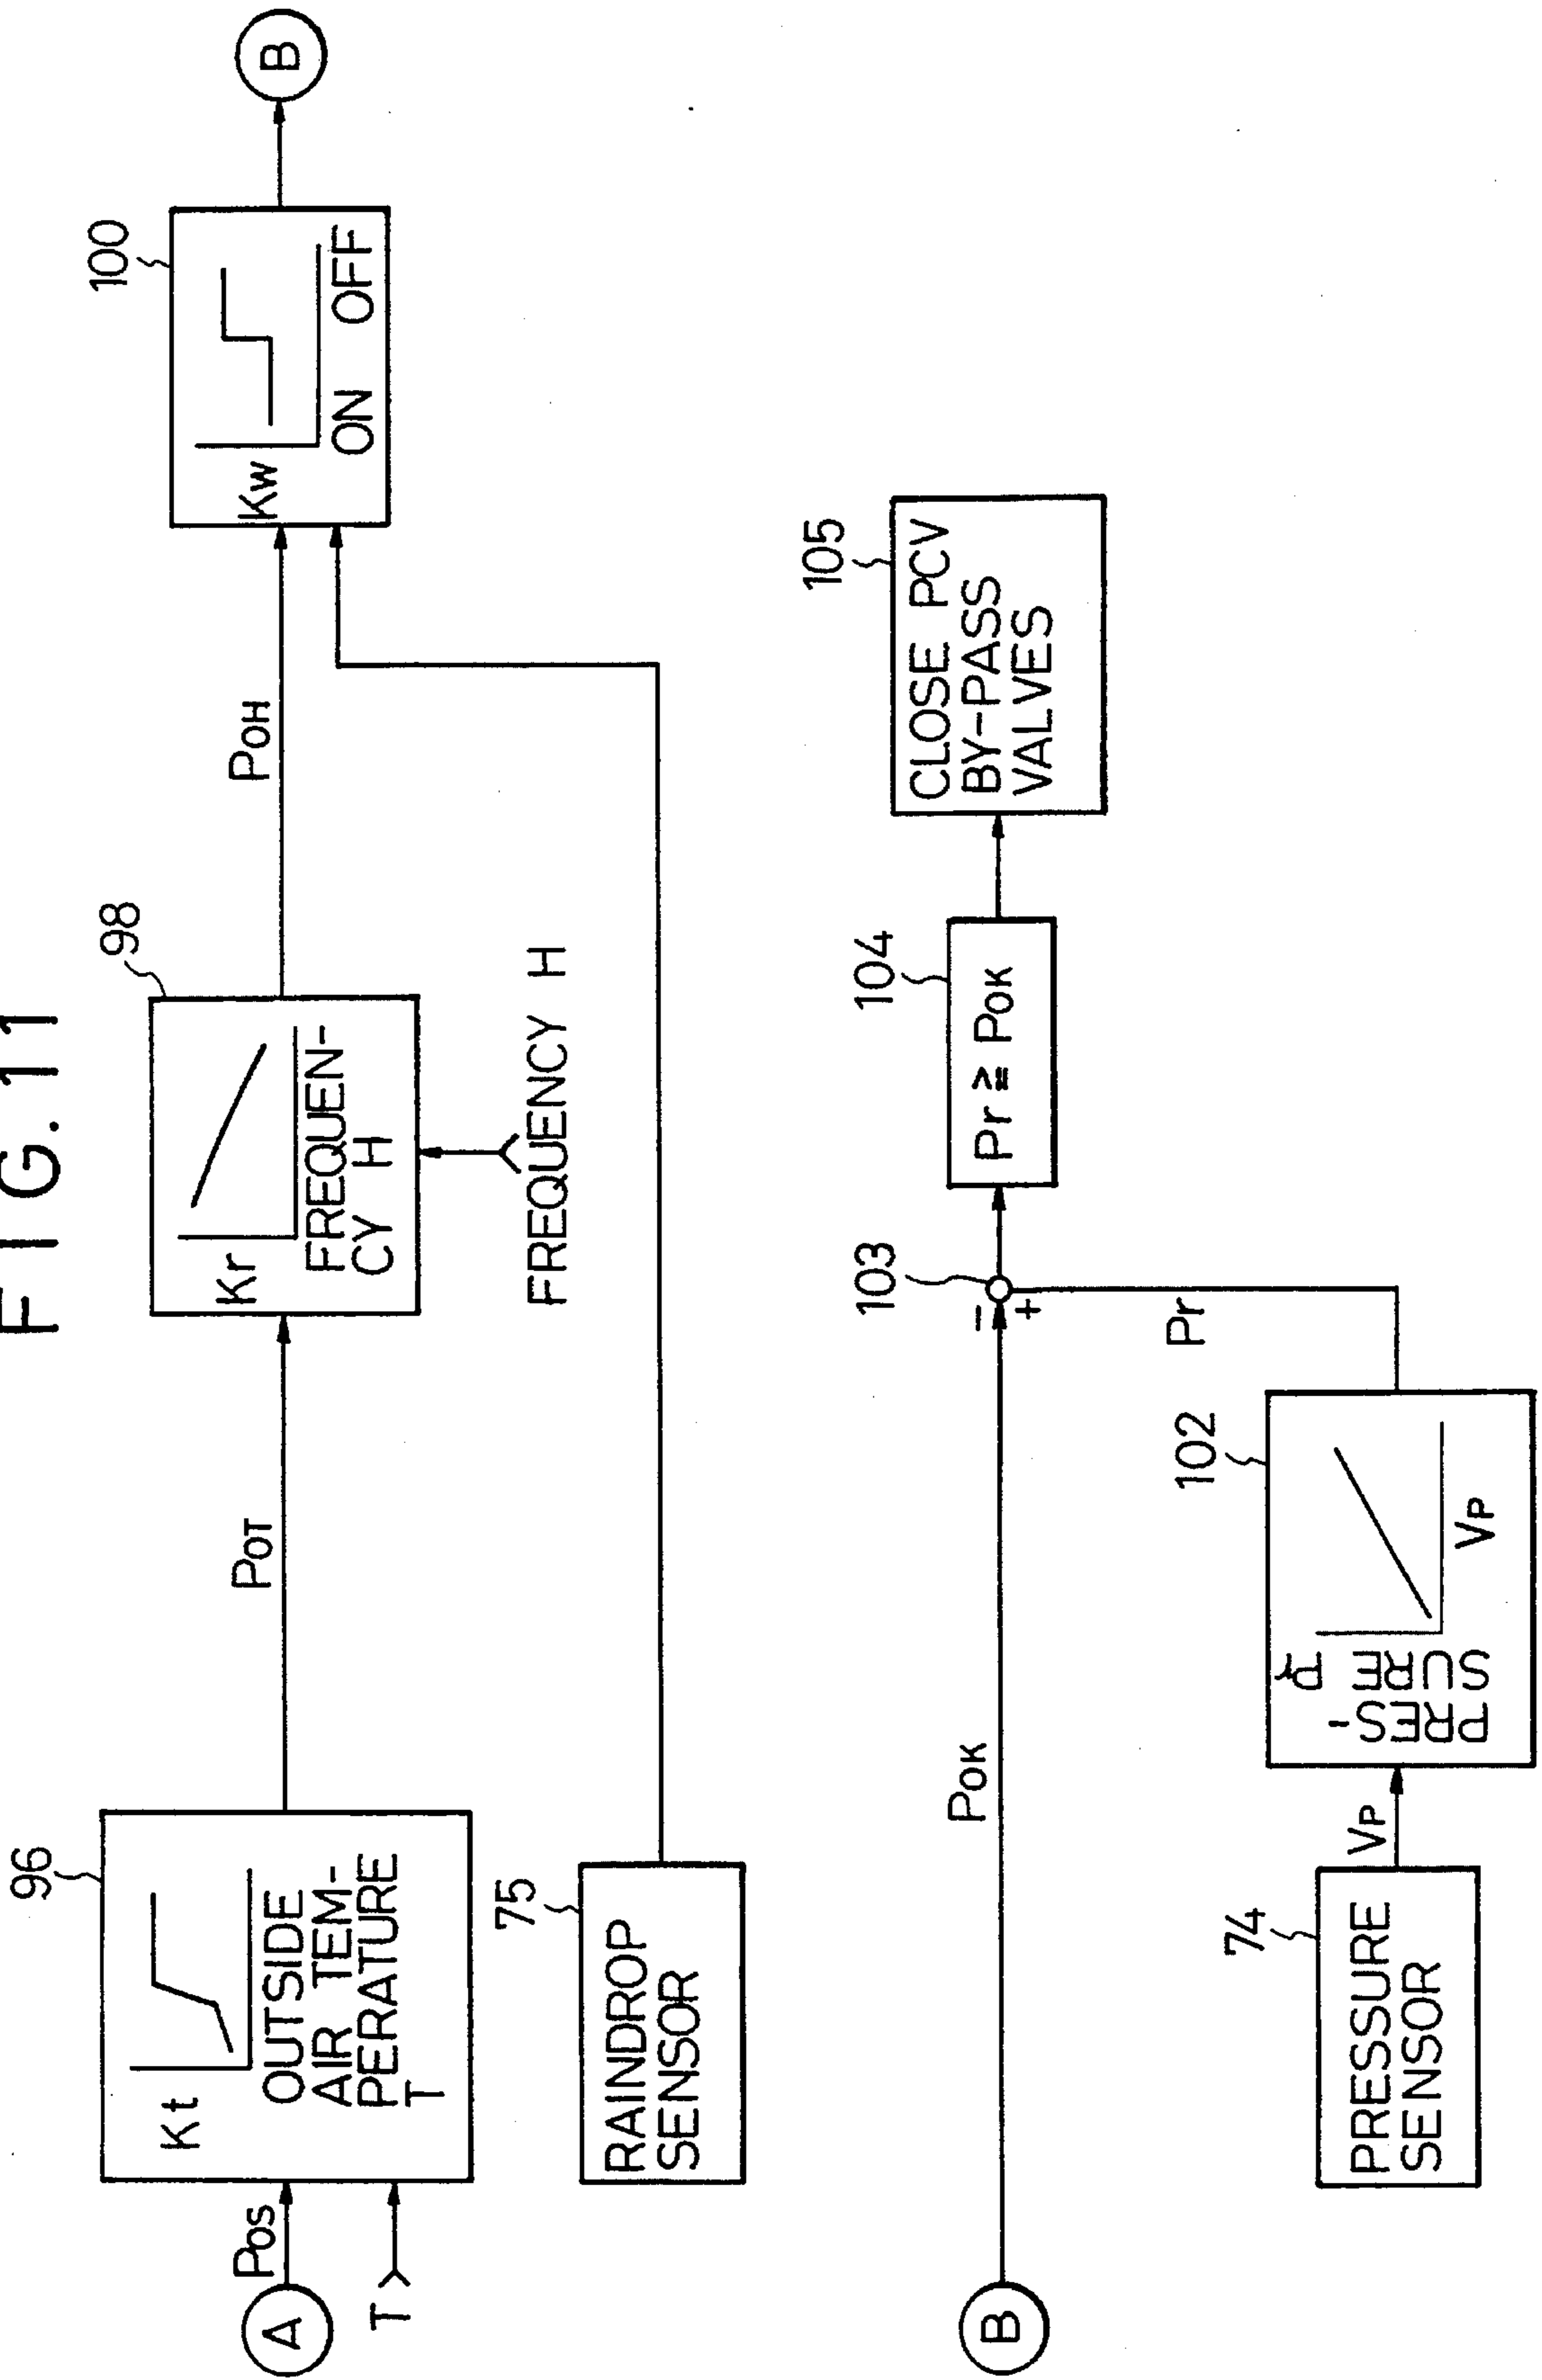 FIG. 11
A
POS
T
96
Kt
OUTSIDE
AIR TEM-
PERATURE
T
POT
98
Kr
FREQUEN-
CY H
FREQUENCY H
POH
100
Kw
ON OFF
B
75
RAINDROP
SENSOR
B
POK
103
-
+
104
Pr ≧ POK
105
CLOSE PCV
BY-PASS
VALVES
74
PRESSURE
SENSOR
VP
102
PRES-
SURE Pr
VP
Pr